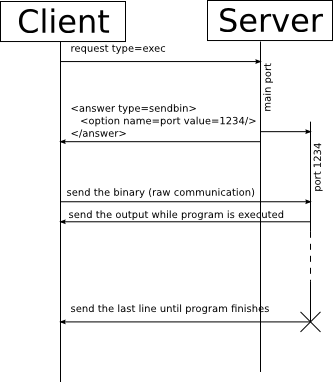 Client
Server
request type=exec
main port
<answer type=sendbin>
<option name=port value=1234/>
</answer>
port 1234
send the binary (raw communication)
send the output while program is executed
send the last line until program finishes